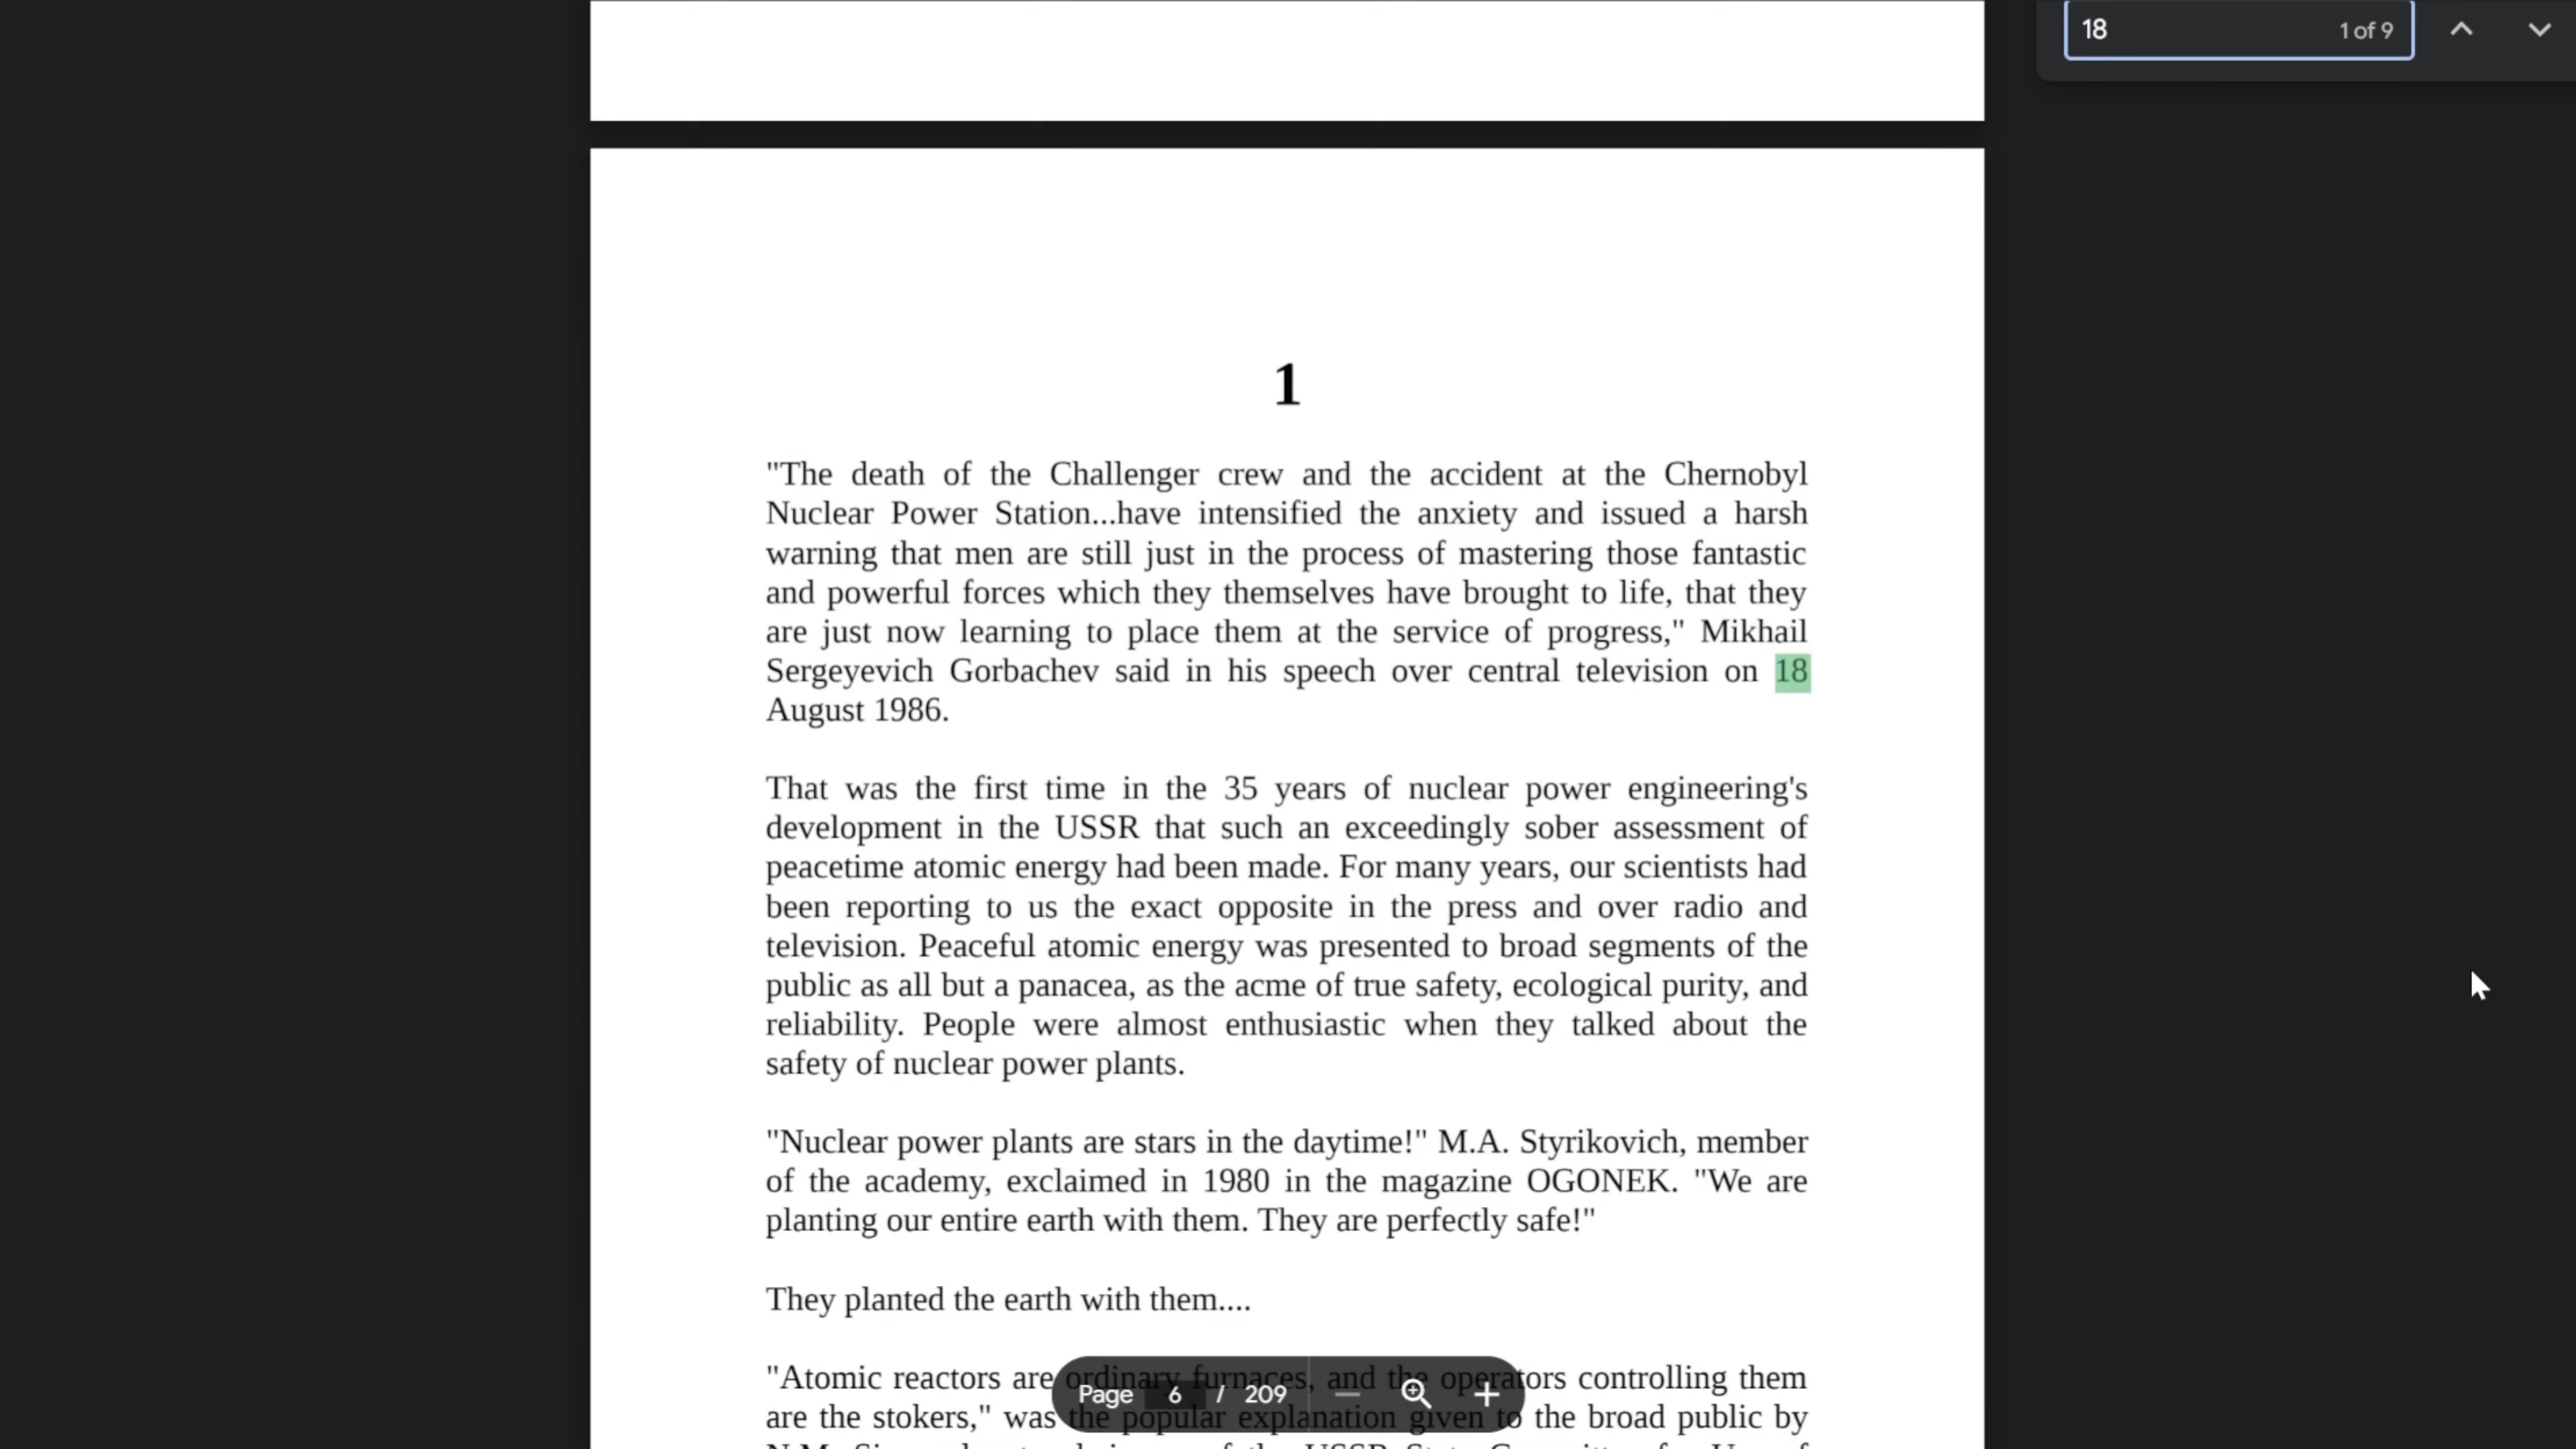 18 1 of 9
1
"The death of the Challenger crew and the accident at the Chernobyl
Nuclear Power Station...have intensified the anxiety and issued a harsh
warning that men are still just in the process of mastering those fantastic
and powerful forces which they themselves have brought to life, that they
are just now learning to place them at the service of progress," Mikhail
Sergeyevich Gorbachev said in his speech over central television on 18
August 1986.
That was the first time in the 35 years of nuclear power engineering's
development in the USSR that such an exceedingly sober assessment of
peacetime atomic energy had been made. For many years, our scientists had
been reporting to us the exact opposite in the press and over radio and
television. Peaceful atomic energy was presented to broad segments of the
public as all but a panacea, as the acme of true safety, ecological purity, and
reliability. People were almost enthusiastic when they talked about the
safety of nuclear power plants.
"Nuclear power plants are stars in the daytime!" M.A. Styrikovich, member
of the academy, exclaimed in 1980 in the magazine OGONEK. "We are
planting our entire earth with them. They are perfectly safe!"
They planted the earth with them....
"Atomic reactors are ordinary furnaces, and the operators controlling them
Page 6 / 209
are the stokers," was the popular explanation given to the broad public by